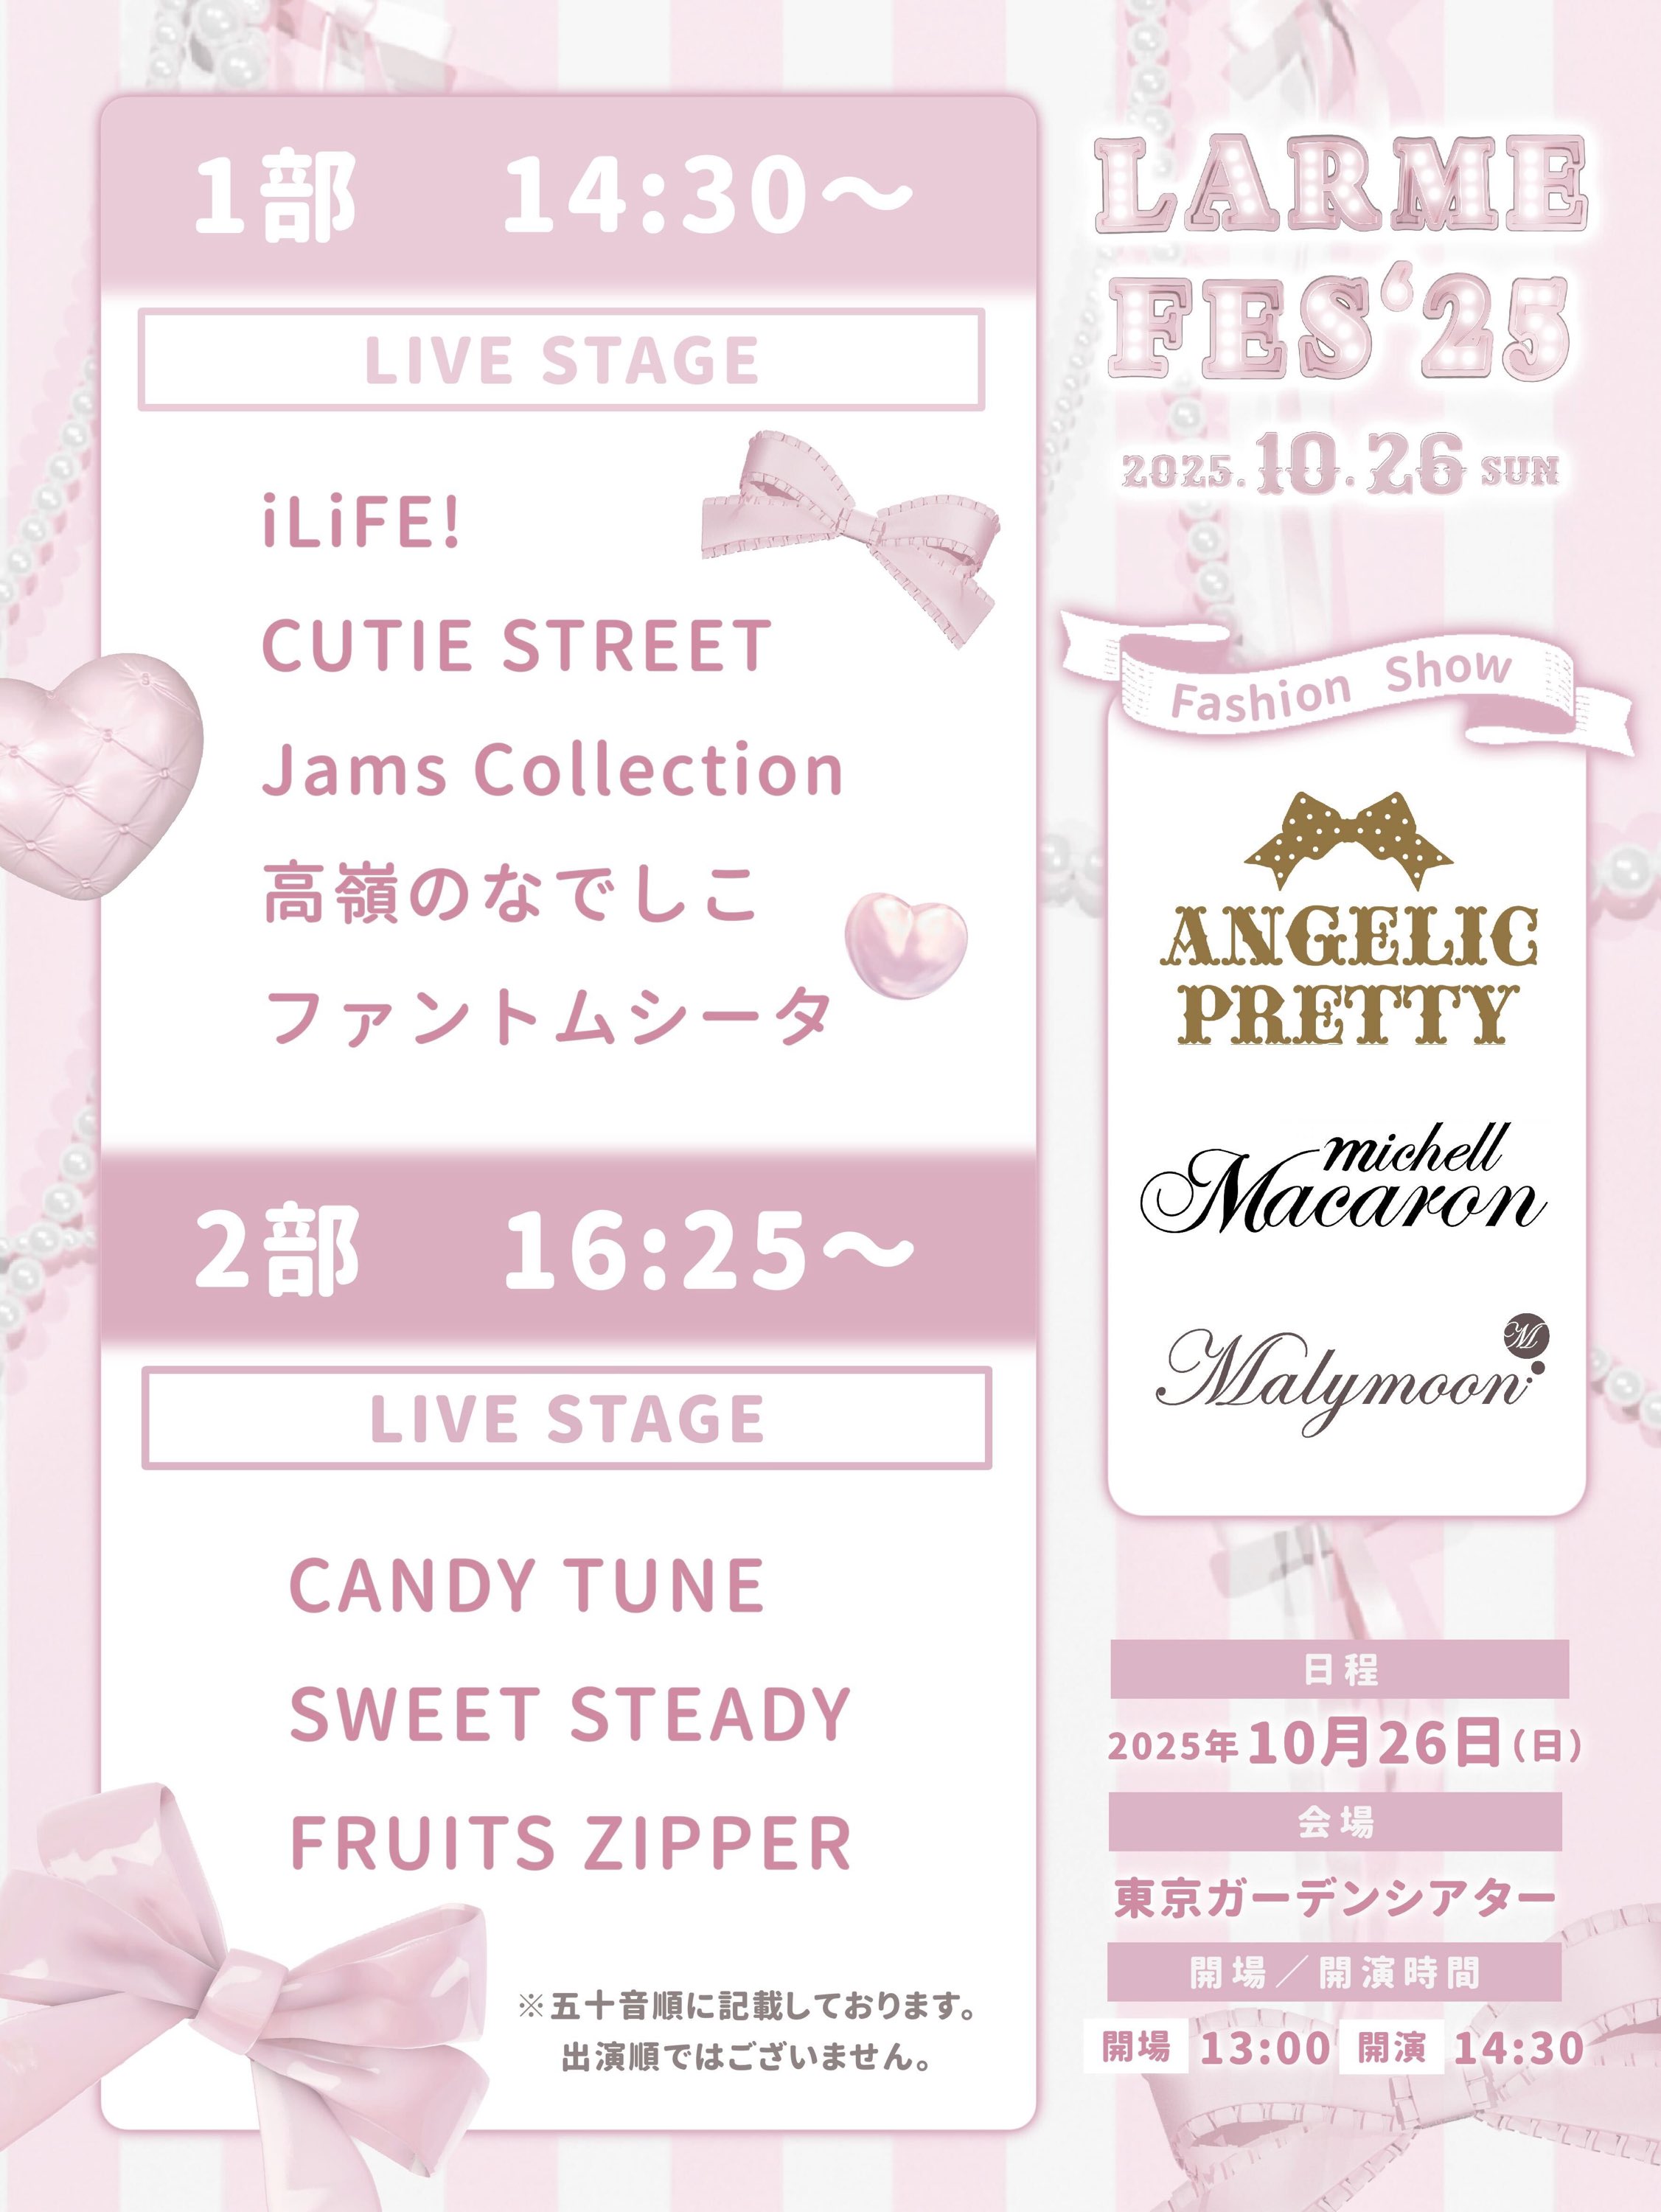 1部 14:30〜
LIVE STAGE
iLiFE!
CUTIE STREET
Jams Collection
高嶺のなでしこ
ファントムシータ
2部 16:25〜
LIVE STAGE
CANDY TUNE
SWEET STEADY
FRUITS ZIPPER
※五十音順に記載しております。
出演順ではございません。
LARME
FES‘25
2025.10.26 SUN
Fashion Show
ANGELIC
PRETTY
michell
Macaron
M
Malymoon
日程
2025年10月26日(日)
会場
東京ガーデンシアター
開場／開演時間
開場 13:00 開演 14:30